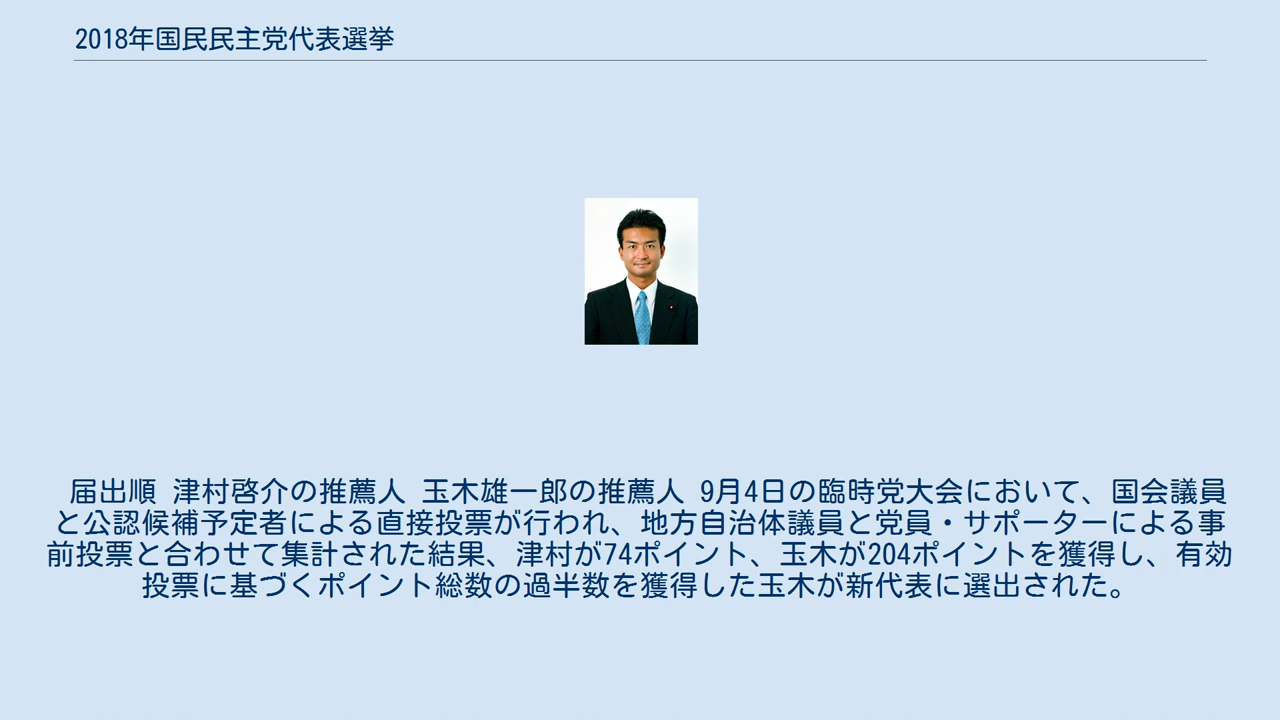 2018年国民民主党代表選挙
届出順 津村啓介の推薦人 玉木雄一郎の推薦人 9月4日の臨時党大会において、国会議員
と公認候補予定者による直接投票が行われ、地方自治体議員と党員・サポーターによる事
前投票と合わせて集計された結果、津村が74ポイント、玉木が204ポイントを獲得し、有効
投票に基づくポイント総数の過半数を獲得した玉木が新代表に選出された。